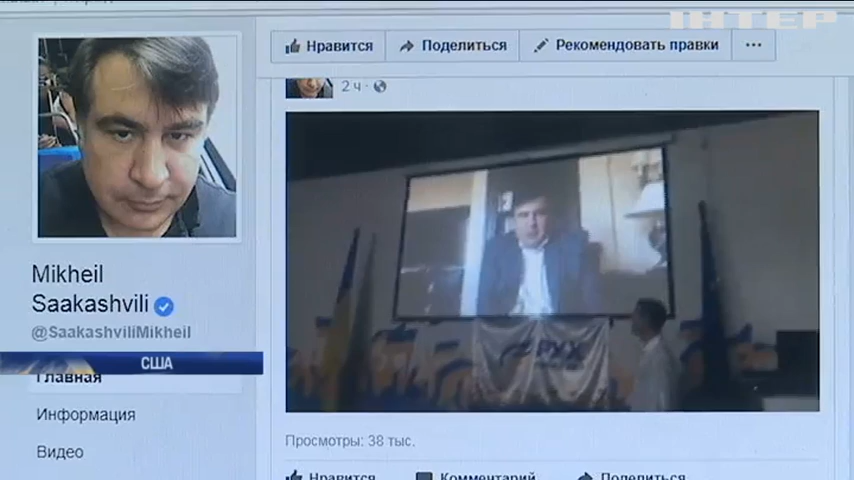 ІНТЕР
Нравится Поделиться Рекомендовать правки
2 ч
Mikheil
Saakashvili
@SaakashviliMikheil
США
Главная
Информация
Видео
РУХ
Просмотры: 38 тыс.
Нравится Комментарий Поделиться